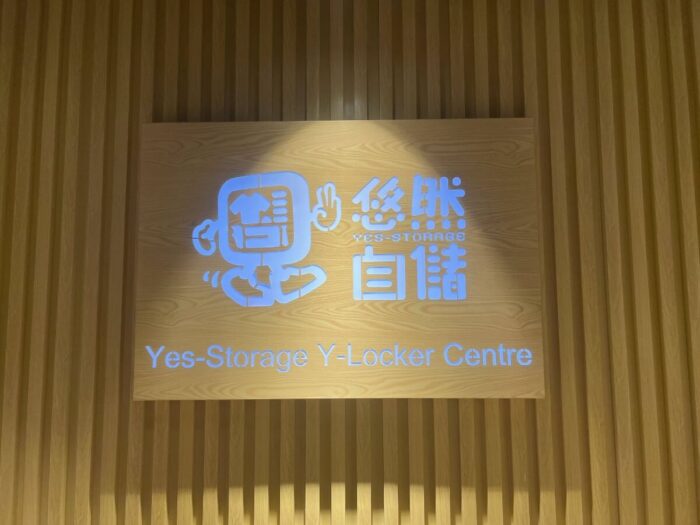 悠然
YES-STORAGE
自儲
Yes-Storage Y-Locker Centre